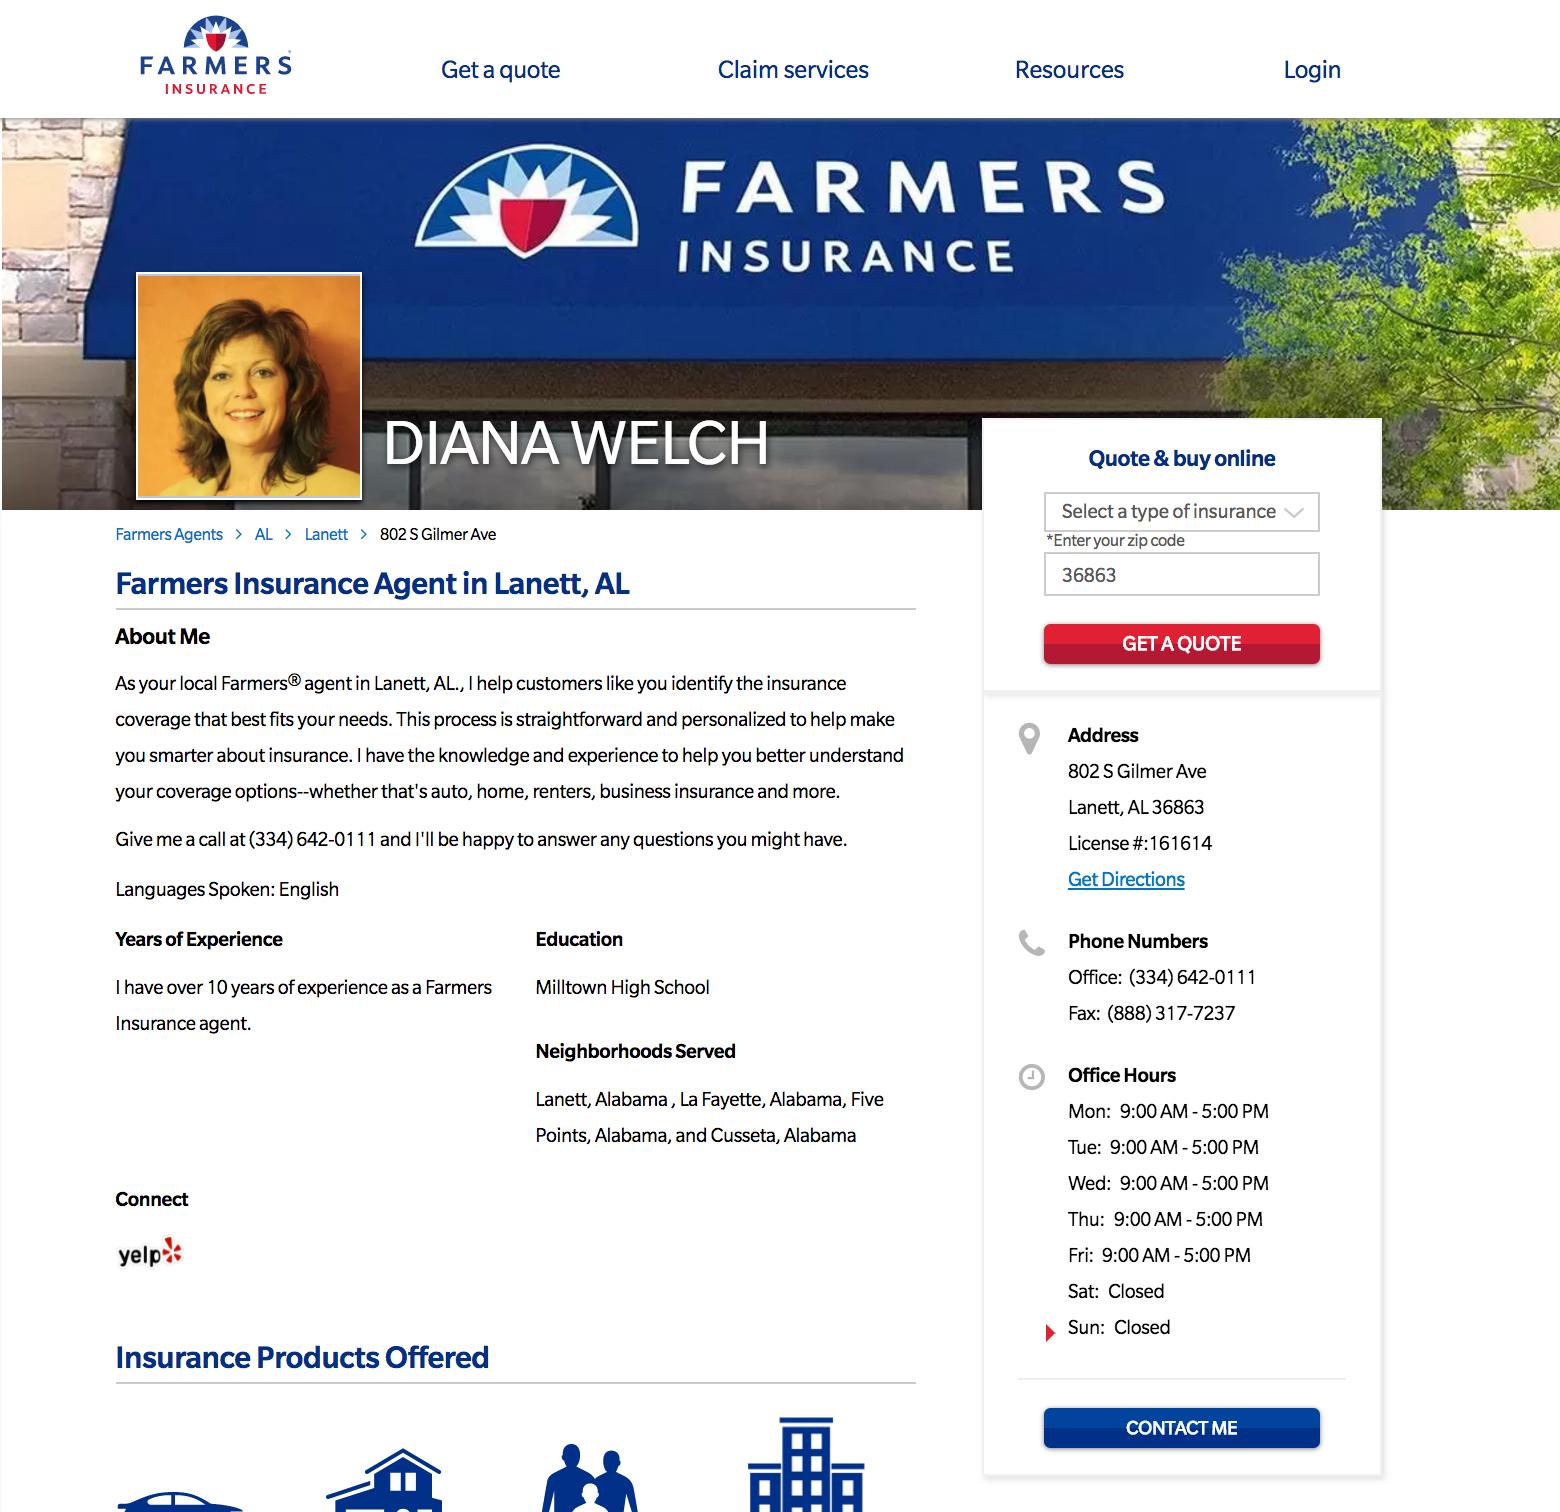 FARMERS
INSURANCE
Get a quote
Claim services
Resources
Login
FARMERS
INSURANCE
DIANA WELCH
Farmers Agents > AL > Lanett > 802 S Gilmer Ave
Farmers Insurance Agent in Lanett, AL
About Me
As your local Farmers® agent in Lanett, AL., I help customers like you identify the insurance
coverage that best fits your needs. This process is straightforward and personalized to help make
you smarter about insurance. I have the knowledge and experience to help you better understand
your coverage options--whether that's auto, home, renters, business insurance and more.
Give me a call at (334) 642-0111 and I'll be happy to answer any questions you might have.
Languages Spoken: English
Years of Experience
I have over 10 years of experience as a Farmers
Insurance agent.
Education
Milltown High School
Neighborhoods Served
Lanett, Alabama , La Fayette, Alabama, Five
Points, Alabama, and Cusseta, Alabama
Connect
yelp
Insurance Products Offered
Quote & buy online
Select a type of insurance
*Enter your zip code
36863
GET A QUOTE
Address
802 S Gilmer Ave
Lanett, AL 36863
License #:161614
Get Directions
Phone Numbers
Office: (334) 642-0111
Fax: (888) 317-7237
Office Hours
Mon: 9:00 AM - 5:00 PM
Tue: 9:00 AM - 5:00 PM
Wed: 9:00 AM - 5:00 PM
Thu: 9:00 AM - 5:00 PM
Fri: 9:00 AM - 5:00 PM
Sat: Closed
Sun: Closed
CONTACT ME